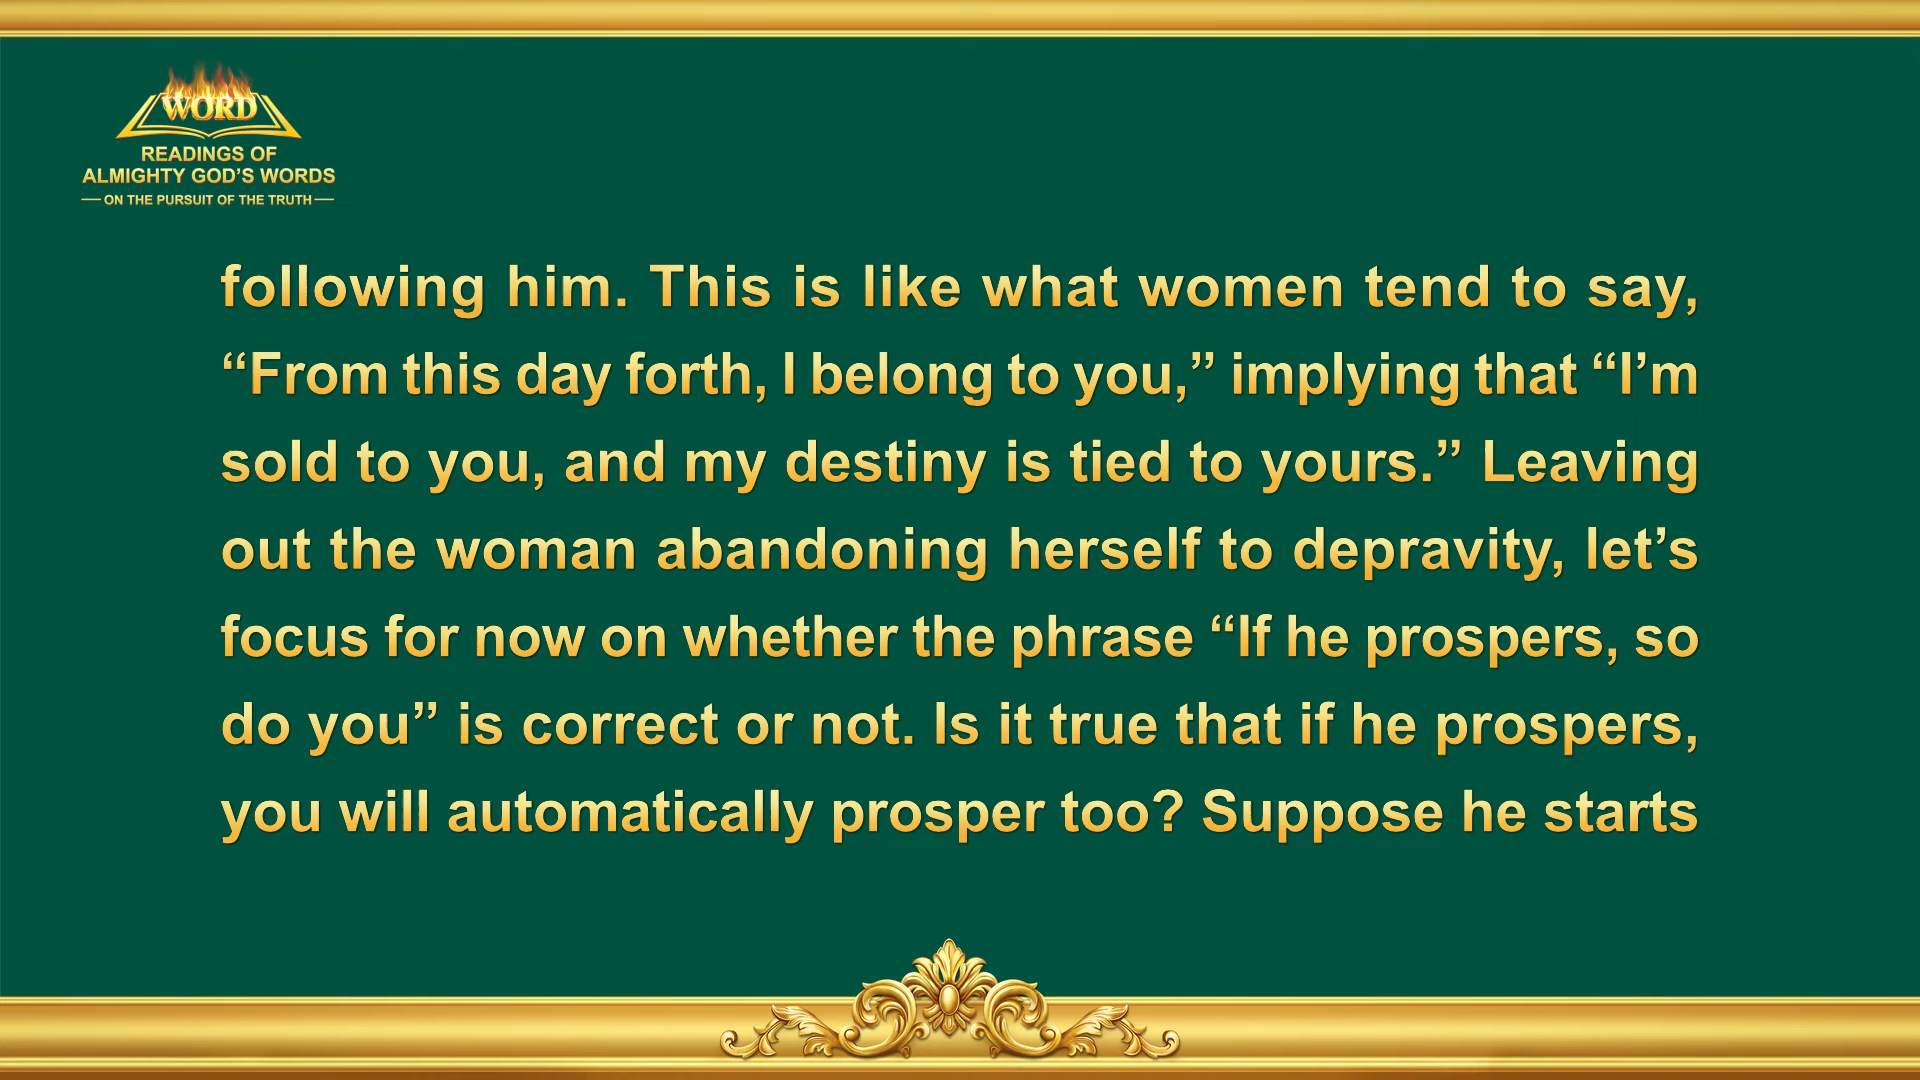 WORD
READINGS OF
ALMIGHTY GOD’S WORDS
ON THE PURSUIT OF THE TRUTH
following him. This is like what women tend to say,
“From this day forth, I belong to you,” implying that “I’m
sold to you, and my destiny is tied to yours.” Leaving
out the woman abandoning herself to depravity, let’s
focus for now on whether the phrase “If he prospers, so
do you” is correct or not. Is it true that if he prospers,
you will automatically prosper too? Suppose he starts